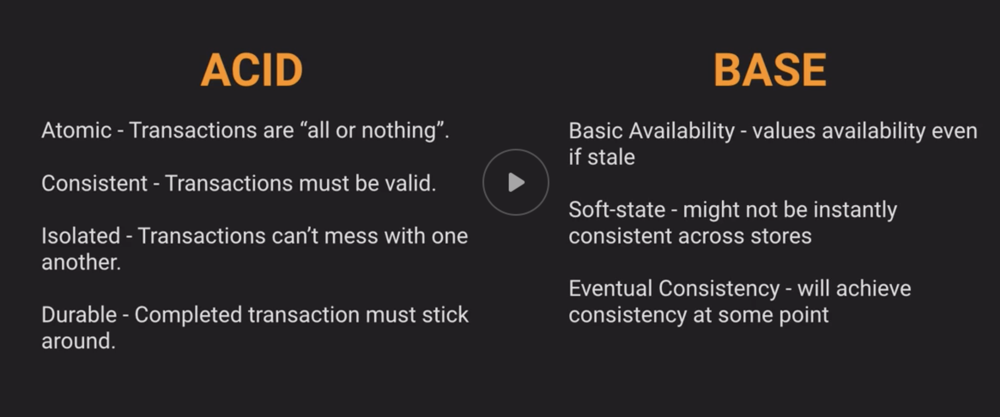 ACID
Atomic - Transactions are “all or nothing”.
Consistent - Transactions must be valid.
Isolated - Transactions can’t mess with one
another.
Durable - Completed transaction must stick
around.
BASE
Basic Availability - values availability even
if stale
Soft-state - might not be instantly
consistent across stores
Eventual Consistency - will achieve
consistency at some point